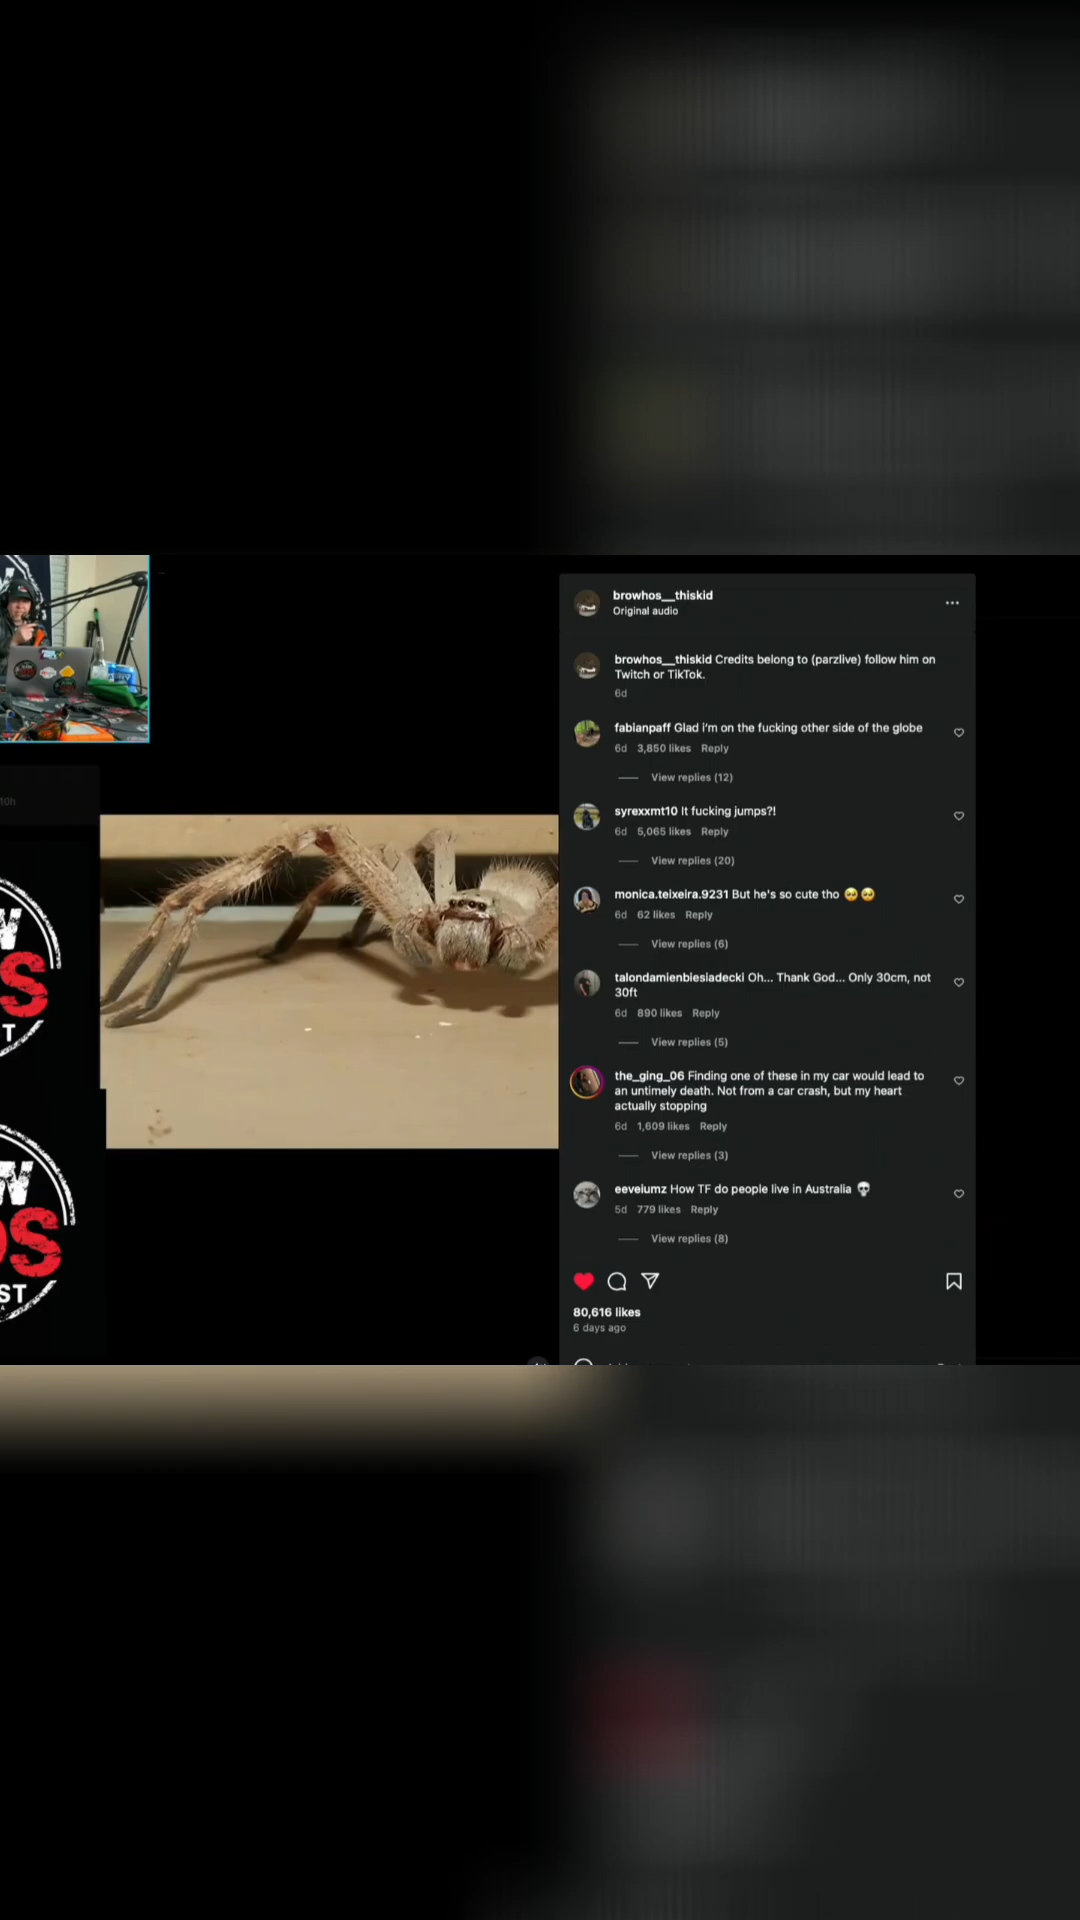 browhos__thiskid
Original audio
browhos__thiskid Credits belong to (parzlive) follow him on
Twitch or TikTok.
6d
fabianpaff Glad i'm on the fucking other side of the globe
6d 3,850 likes Reply
View replies (12)
10h
syrexxmt10 It fucking jumps?!
6d 5,065 likes Reply
View replies (20)
monica.teixeira.9231 But he's so cute tho 🥺🥺
6d 62 likes Reply
View replies (6)
talondamienbiesiadecki Oh... Thank God... Only 30cm, not
30ft
6d 890 likes Reply
View replies (5)
the_ging_06 Finding one of these in my car would lead to
an untimely death. Not from a car crash, but my heart
actually stopping
6d 1,609 likes Reply
View replies (3)
eeveiumz How TF do people live in Australia 💀
5d 779 likes Reply
View replies (8)
80,616 likes
6 days ago